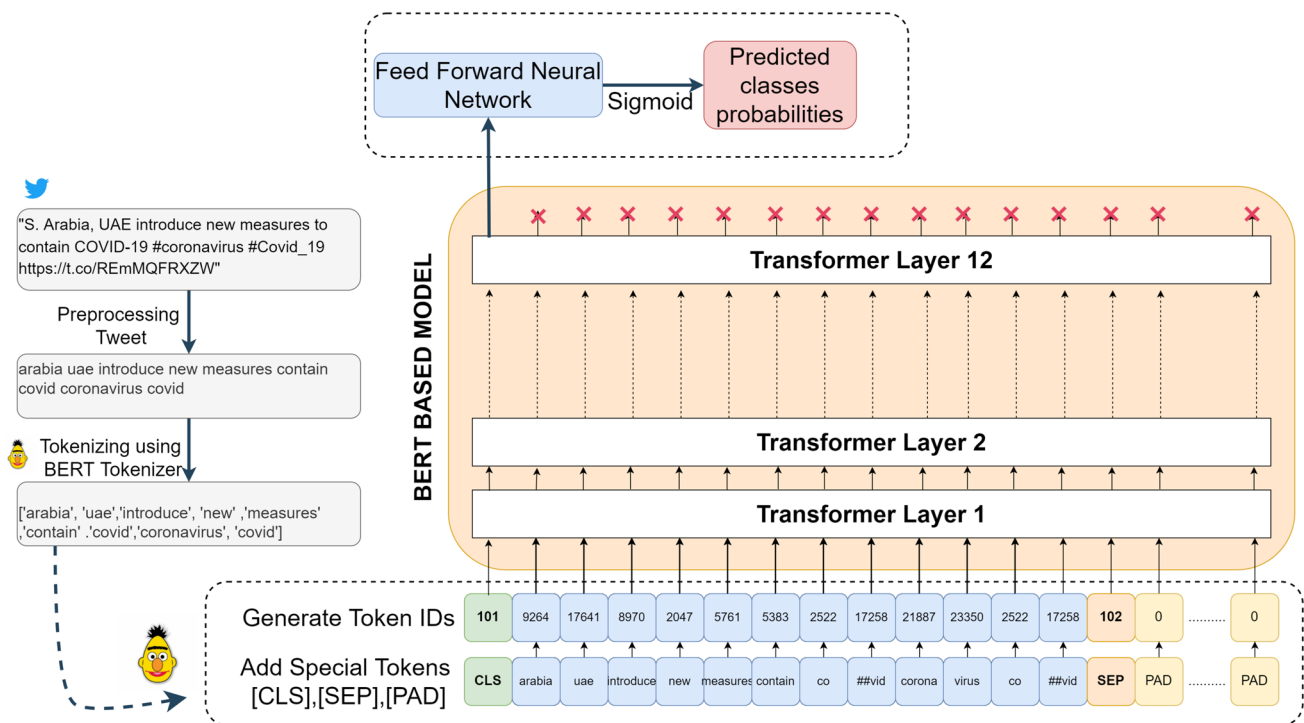 Feed Forward Neural
Network
Sigmoid
Predicted
classes
probabilities
"S. Arabia, UAE introduce new measures to
contain COVID-19 #coronavirus #Covid_19
https://t.co/REmMQFRXZW"
Preprocessing
Tweet
arabia uae introduce new measures contain
covid coronavirus covid
Tokenizing using
BERT Tokenizer
['arabia', 'uae','introduce', 'new' ,'measures'
,'contain' .'covid','coronavirus', 'covid']
BERT BASED MODEL
Transformer Layer 12
Transformer Layer 2
Transformer Layer 1
Generate Token IDs 101 9264 17641 8970 2047 5761 5383 2522 17258 21887 23350 2522 17258 102 0 .......... 0
Add Special Tokens
[CLS],[SEP],[PAD]
CLS arabia uae introduce new measures contain co ##vid corona virus co ##vid SEP PAD .......... PAD